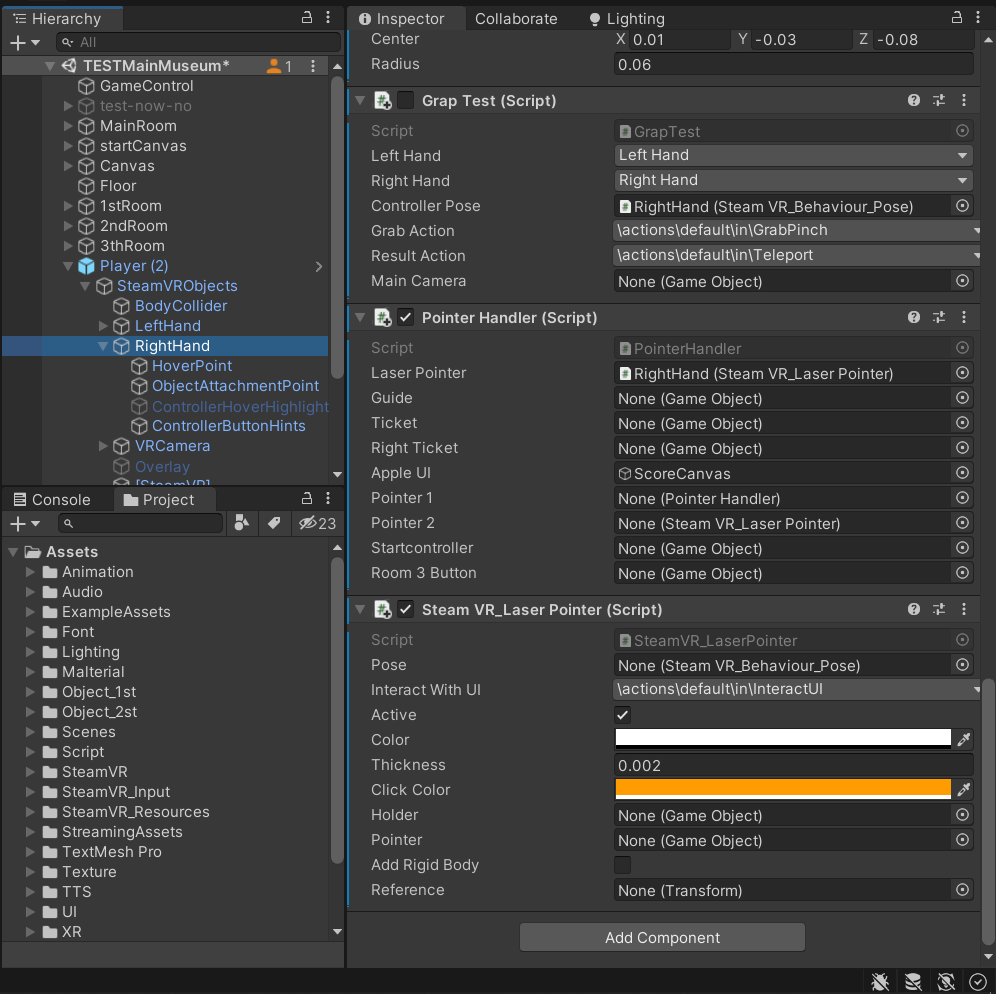 Hierarchy
All
TESTMainMuseum*
1
GameControl
test-now-no
MainRoom
startCanvas
Canvas
Floor
1stRoom
2ndRoom
3thRoom
Player (2)
SteamVRObjects
BodyCollider
LeftHand
RightHand
HoverPoint
ObjectAttachmentPoint
ControllerHoverHighlight
ControllerButtonHints
VRCamera
Overlay
[SteamVR]
Console Project
23
Assets
Animation
Audio
ExampleAssets
Font
Lighting
Malterial
Object_1st
Object_2st
Scenes
Script
SteamVR
SteamVR_Input
SteamVR_Resources
StreamingAssets
TextMesh Pro
Texture
TTS
UI
XR
Inspector Collaborate Lighting
Center X 0.01 Y -0.03 Z -0.08
Radius 0.06
Grap Test (Script)
Script GrapTest
Left Hand Left Hand
Right Hand Right Hand
Controller Pose RightHand (Steam VR_Behaviour_Pose)
Grab Action \actions\default\in\GrabPinch
Result Action \actions\default\in\Teleport
Main Camera None (Game Object)
Pointer Handler (Script)
Script PointerHandler
Laser Pointer RightHand (Steam VR_Laser Pointer)
Guide None (Game Object)
Ticket None (Game Object)
Right Ticket None (Game Object)
Apple UI ScoreCanvas
Pointer 1 None (Pointer Handler)
Pointer 2 None (Steam VR_Laser Pointer)
Startcontroller None (Game Object)
Room 3 Button None (Game Object)
Steam VR_Laser Pointer (Script)
Script SteamVR_LaserPointer
Pose None (Steam VR_Behaviour_Pose)
Interact With UI \actions\default\in\InteractUI
Active
Color
Thickness 0.002
Click Color
Holder None (Game Object)
Pointer None (Game Object)
Add Rigid Body
Reference None (Transform)
Add Component